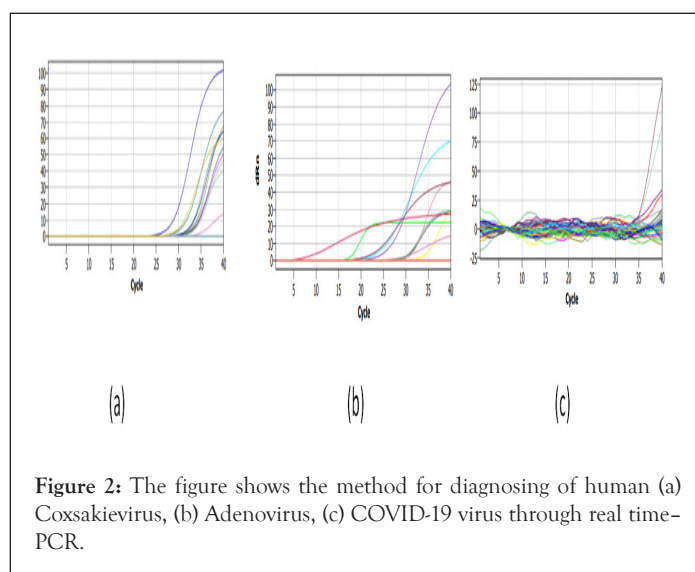 100
90
80
70
60
50
40
30
20
10
0
5 10 15 20 25 30 35 40
Cycle
(a)
100
90
80
70
60
50
40
30
20
10
0
dRn
5 10 15 20 25 30 35 40
Cycle
(b)
125
100
75
50
25
0
-25
5 10 15 20 25 30 35 40
Cycle
(c)
Figure 2: The figure shows the method for diagnosing of human (a)
Coxsakievirus, (b) Adenovirus, (c) COVID-19 virus through real time–
PCR.